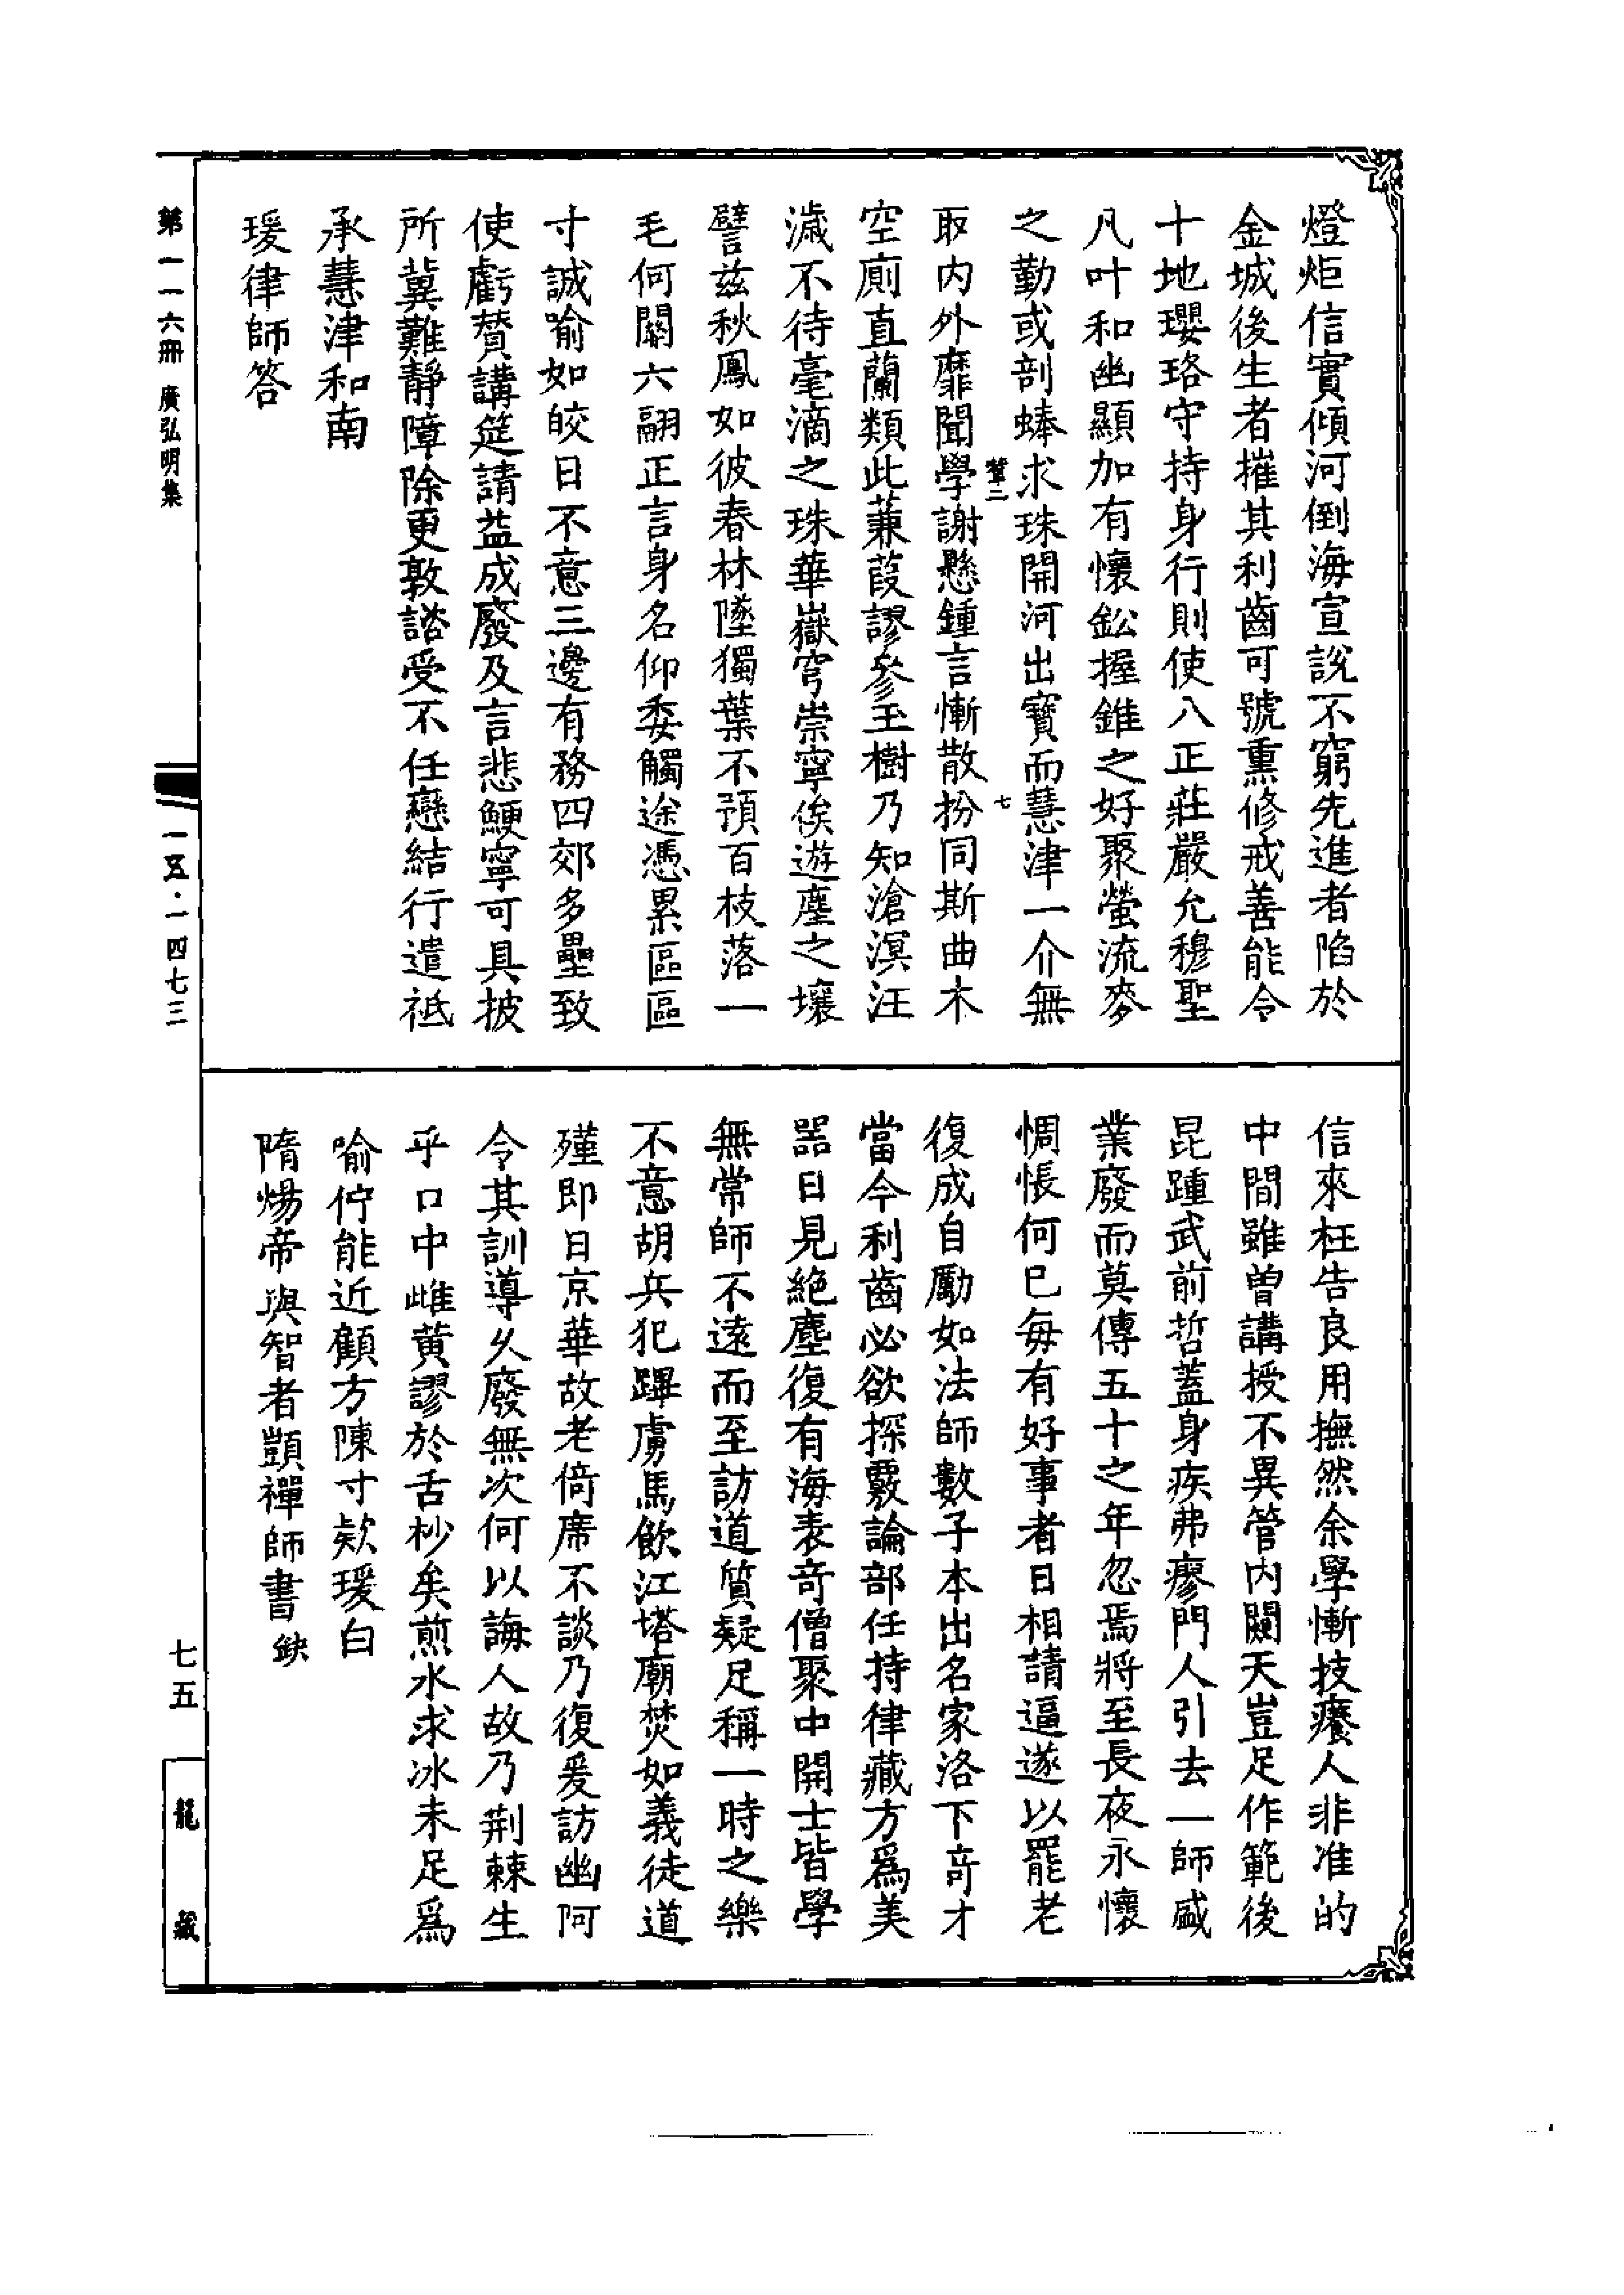 燈炬信實傾河倒海宣說不窮先進者陷於
金城後生者摧其利齒可號熏修戒善能令
十地瓔珞守持身行則使八正莊嚴允穆聖
凡叶和幽顯加有懷鈆握錐之好聚螢流麥
之勤或剖蜯求珠開河出寶而慧津一介無
取內外靡聞學謝懸鍾言慚散扮同斯曲木
空廁直蘭類此蒹葭謬參玉樹乃知滄溟汪
濊不待毫滴之珠華嶽穹崇寧俟遊塵之壤
譬茲秋鳳如彼春林墜獨葉不預百枝落一
毛何關六翮正言身名仰委觸途憑累區區
寸誠喻如皎日不意三邊有務四郊多壘致
使虧贊講筵請益成廢及言悲鯁寧可具披
所冀難靜障除更敦諮受不任戀結行遣祗
承慧津和南
瑗律師答
信來枉告良用撫然余學慚技癢人非准的
中間雖曾講授不異管內闚天豈足作範後
昆踵武前哲蓋身疾弗瘳門人引去一師盛
業廢而莫傳五十之年忽焉將至長夜永懷
惆悵何已每有好事者日相請逼遂以罷老
復成自勵如法師數子本出名家洛下奇才
當今利齒必欲探覈論部任持律藏方爲美
器日見絕塵復有海表奇僧聚中開士皆學
無常師不遠而至訪道質疑足稱一時之樂
不意胡兵犯蹕虜馬飲江塔廟焚如義徒道
殣即日京華故老倚席不談乃復爰訪幽阿
令其訓導久廢無次何以誨人故乃荊棘生
乎口中雌黃謬於舌杪矣煎水求冰未足爲
喻佇能近顧方陳寸欵瑗白
隋煬帝與智者顗禪師書 缺
輦二
七
第一一六冊 廣弘明集
一五·一四七三
七五
龍藏